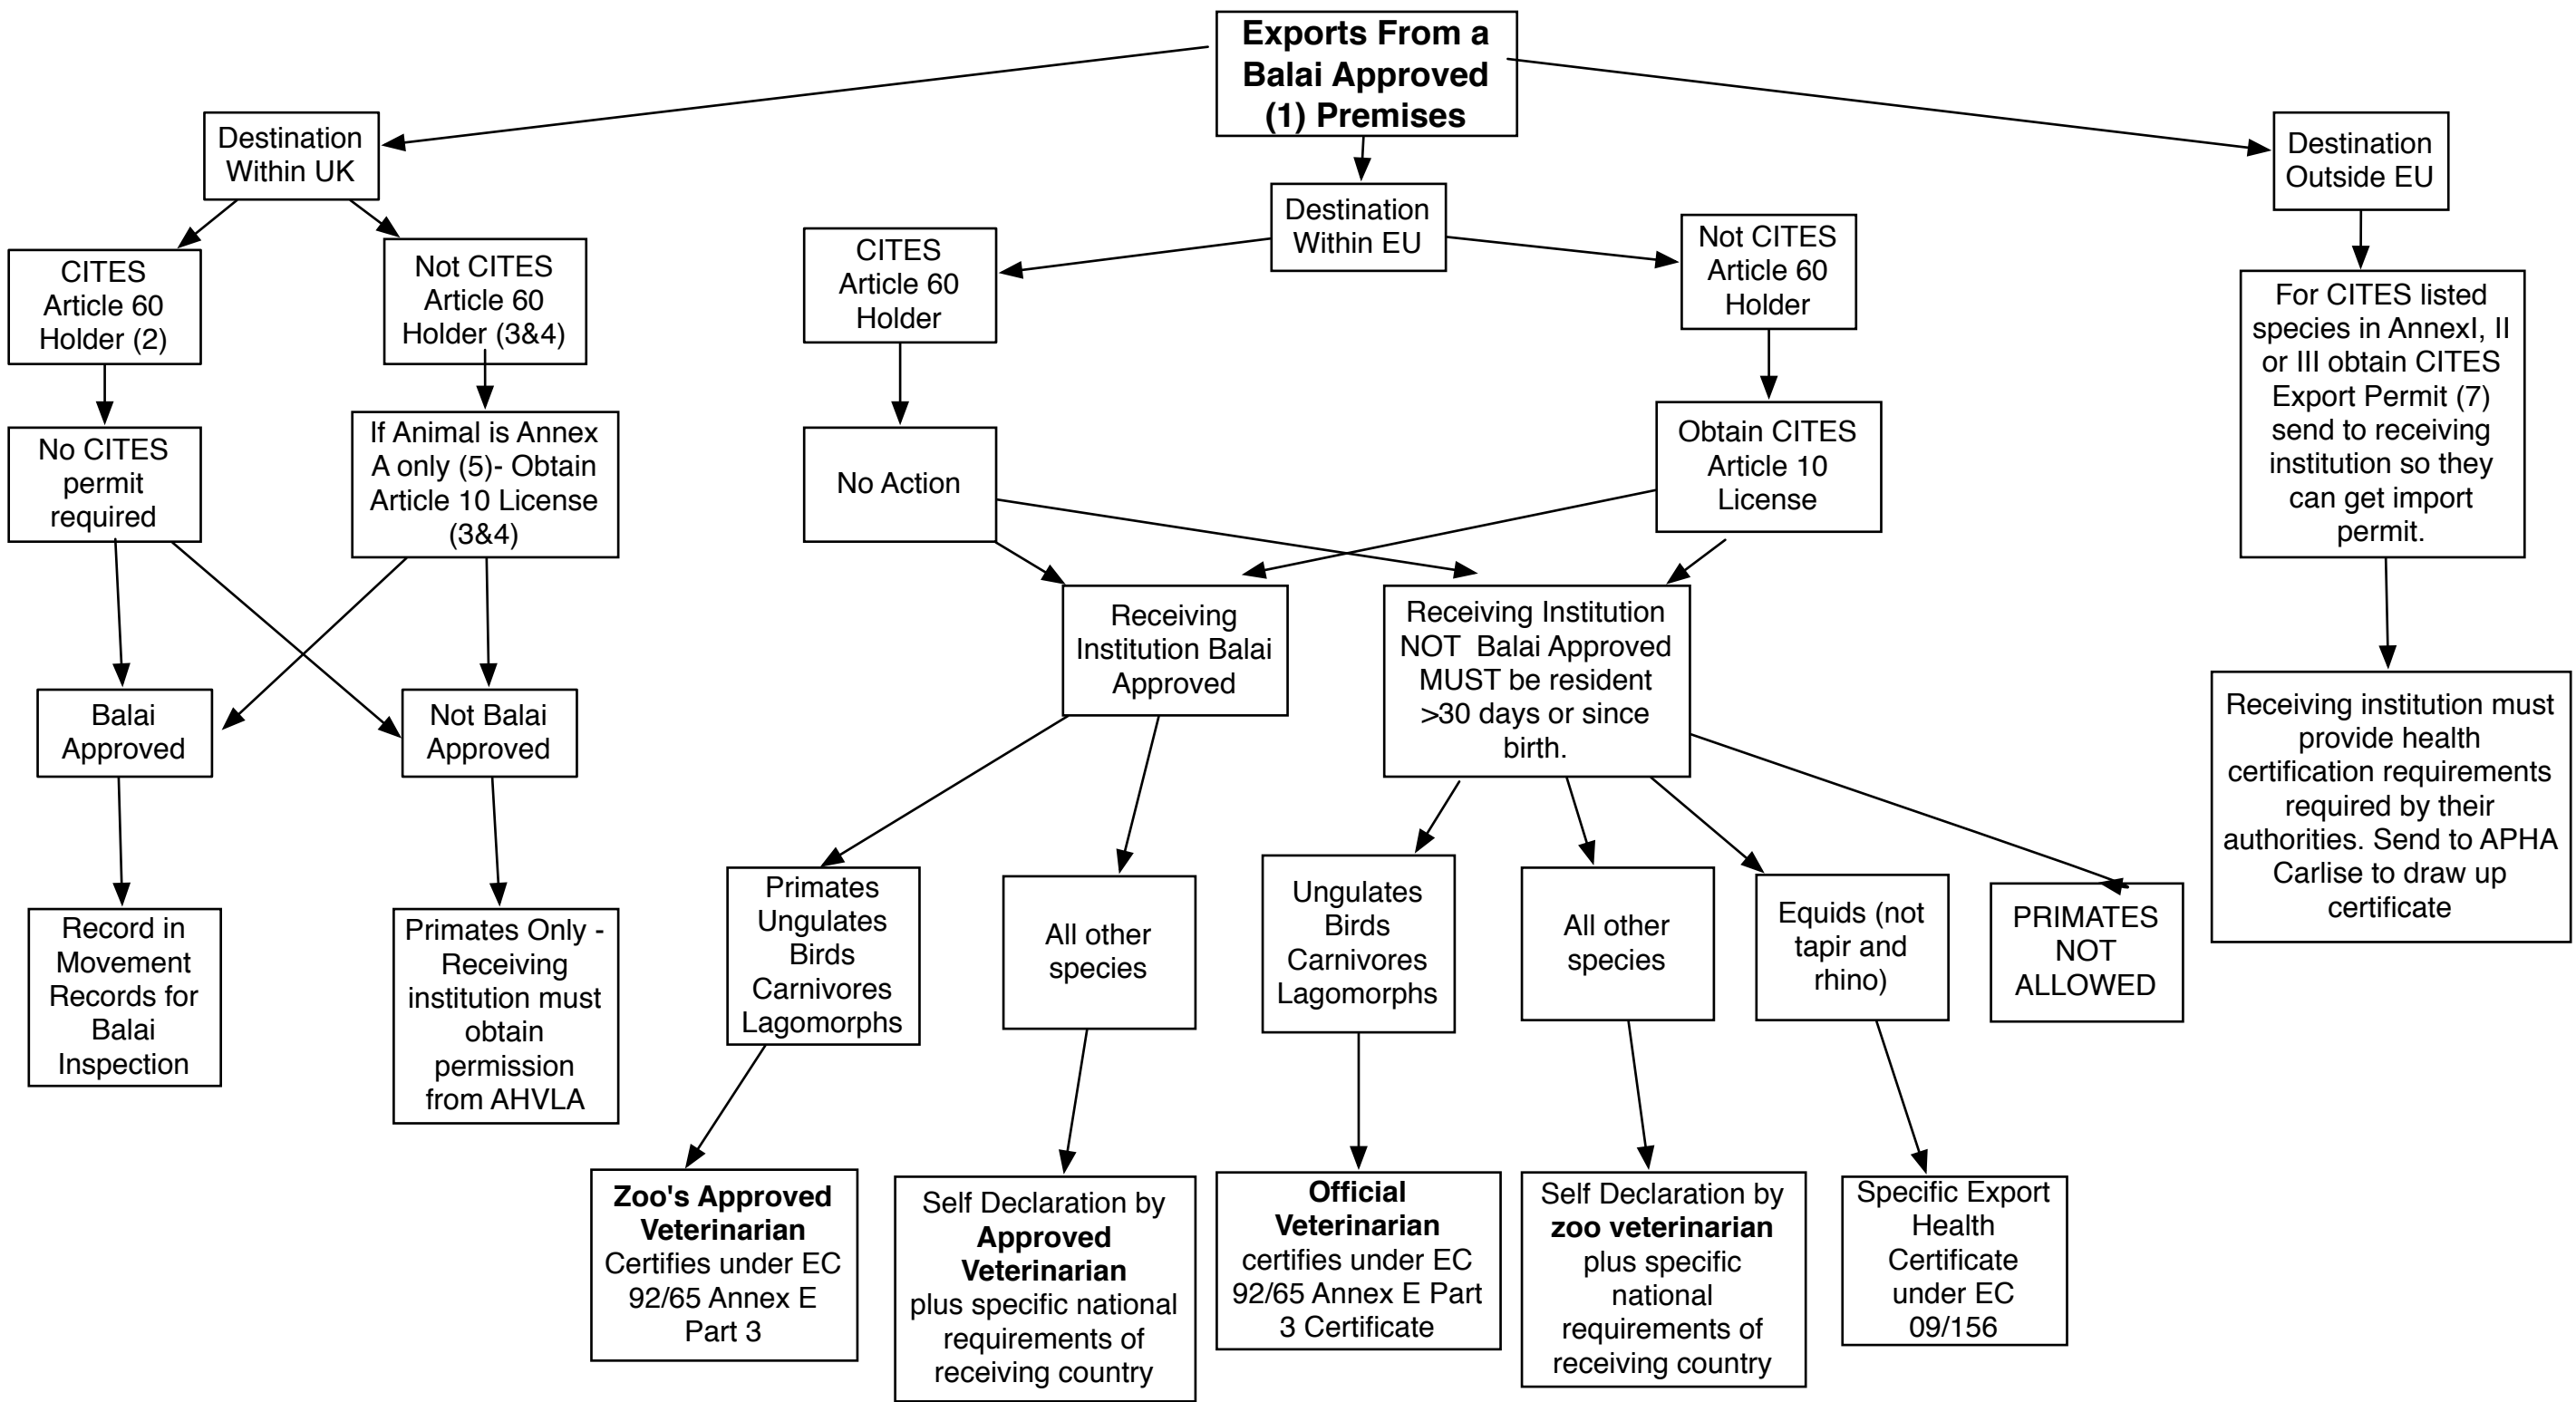 Exports From a
Balai Approved
(1) Premises
Destination
Within UK
Destination
Within EU
Destination
Outside EU
CITES
Article 60
Holder (2)
Not CITES
Article 60
Holder (3&4)
CITES
Article 60
Holder
Not CITES
Article 60
Holder
For CITES listed
species in AnnexI, II
or III obtain CITES
Export Permit (7)
send to receiving
institution so they
can get import
permit.
No CITES
permit
required
If Animal is Annex
A only (5)- Obtain
Article 10 License
(3&4)
No Action
Obtain CITES
Article 10
License
Balai
Approved
Not Balai
Approved
Receiving
Institution Balai
Approved
Receiving Institution
NOT  Balai Approved
MUST be resident
>30 days or since
birth.
Receiving institution must
provide health
certification requirements
required by their
authorities. Send to APHA
Carlise to draw up
certificate
Record in
Movement
Records for
Balai
Inspection
Primates Only -
Receiving
institution must
obtain
permission
from AHVLA
Primates
Ungulates
Birds
Carnivores
Lagomorphs
All other
species
Ungulates
Birds
Carnivores
Lagomorphs
All other
species
Equids (not
tapir and
rhino)
PRIMATES
NOT
ALLOWED
Zoo's Approved
Veterinarian
Certifies under EC
92/65 Annex E
Part 3
Self Declaration by
Approved
Veterinarian
plus specific national
requirements of
receiving country
Official
Veterinarian
certifies under EC
92/65 Annex E Part
3 Certificate
Self Declaration by
zoo veterinarian
plus specific
national
requirements of
receiving country
Specific Export
Health
Certificate
under EC
09/156